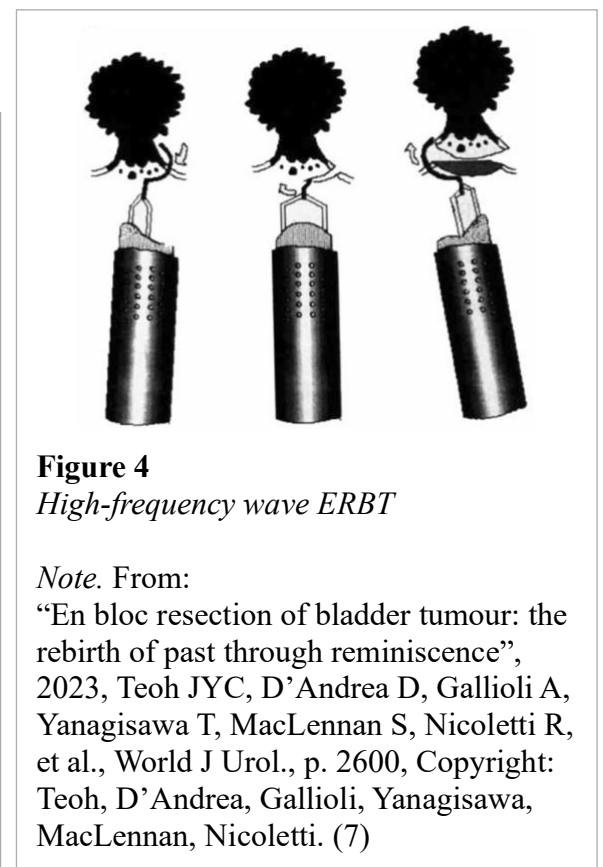 Figure 4
High-frequency wave ERBT
Note. From:
“En bloc resection of bladder tumour: the
rebirth of past through reminiscence”,
2023, Teoh JYC, D’Andrea D, Gallioli A,
Yanagisawa T, MacLennan S, Nicoletti R,
et al., World J Urol., p. 2600, Copyright:
Teoh, D’Andrea, Gallioli, Yanagisawa,
MacLennan, Nicoletti. (7)